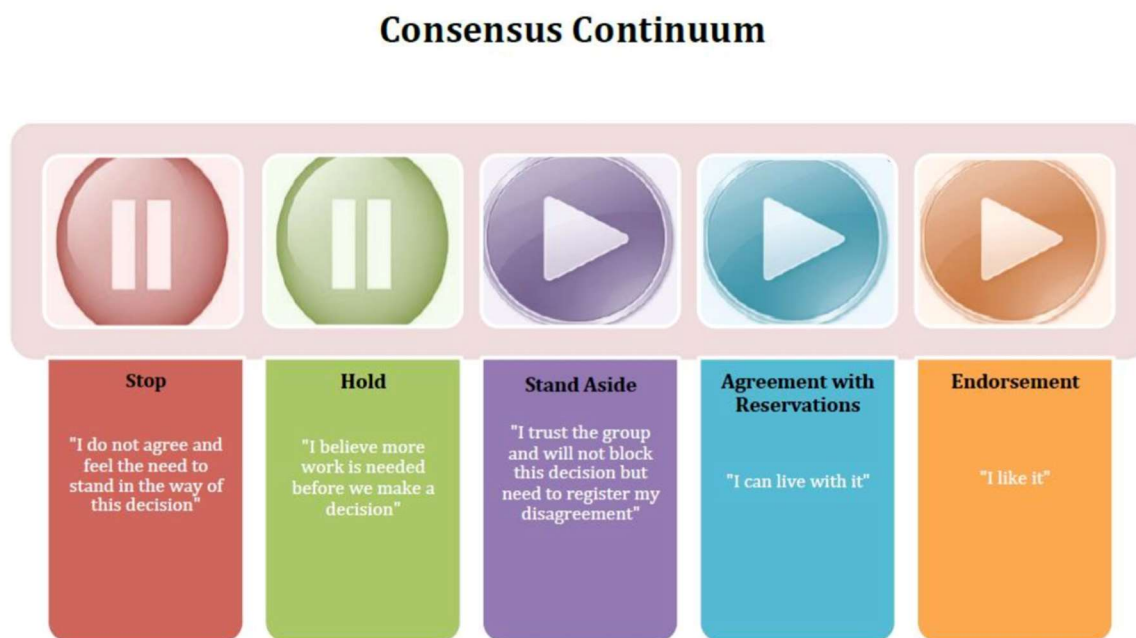 Consensus Continuum
Stop
"I do not agree and
feel the need to
stand in the way of
this decision"
Hold
"I believe more
work is needed
before we make a
decision"
Stand Aside
"I trust the group
and will not block
this decision but
need to register my
disagreement"
Agreement with
Reservations
"I can live with it"
Endorsement
"I like it"